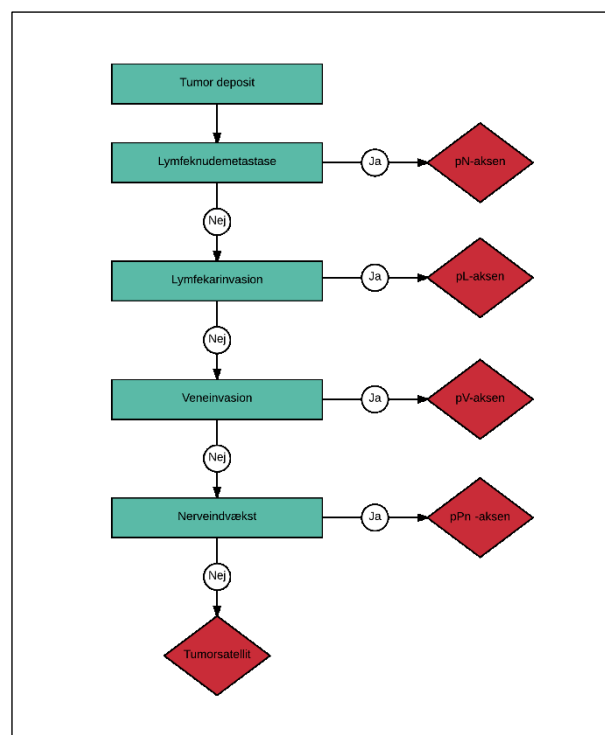 Tumor deposit
Lymfeknudemetastase
Ja
pN-aksen
Nej
Lymfekarinvasion
Ja
pL-aksen
Nej
Veneinvasion
Ja
pV-aksen
Nej
Nerveindvækst
Ja
pPn -aksen
Nej
Tumorsatellit